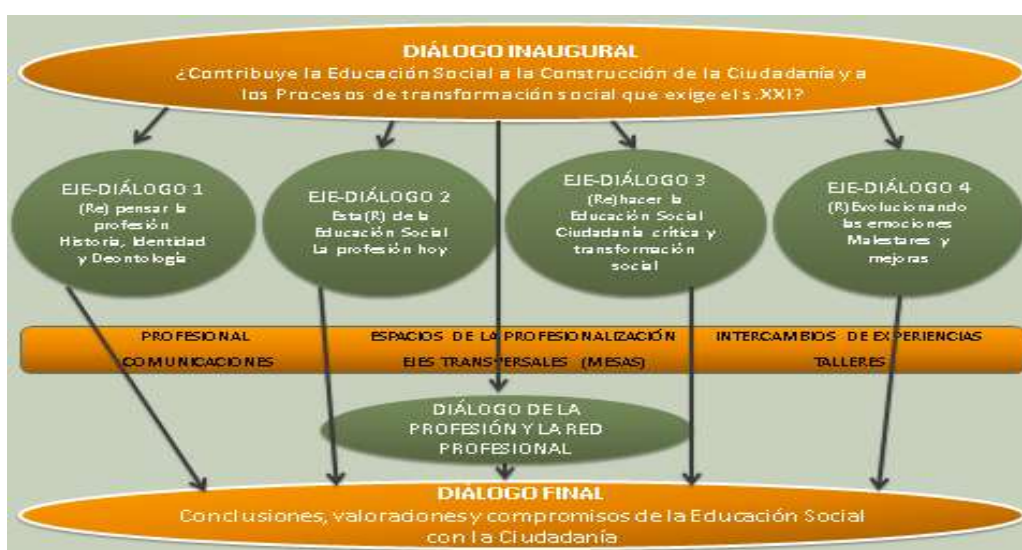 DIÁLOGO INAUGURAL
¿Contribuye la Educación Social a la Construcción de la Ciudadanía y a
los Procesos de transformación social que exige el s.XXI?
EJE-DIÁLOGO 1
(Re) pensar la
profesión
Historia, Identidad
y Deontología
EJE-DIÁLOGO 2
Esta(R) de la
Educación Social
La profesión hoy
EJE-DIÁLOGO 3
(Re)hacer la
Educación Social
Ciudadanía crítica y
transformación
social
EJE-DIÁLOGO 4
(R)Evolucionando
las emociones
Malestares y
mejoras
PROFESIONAL
COMUNICACIONES
ESPACIOS DE LA PROFESIONALIZACIÓN
EJES TRANSVERSALES (MESAS)
INTERCAMBIOS DE EXPERIENCIAS
TALLERES
DIÁLOGO DE LA
PROFESIÓN Y LA RED
PROFESIONAL
DIÁLOGO FINAL
Conclusiones, valoraciones y compromisos de la Educación Social
con la Ciudadanía